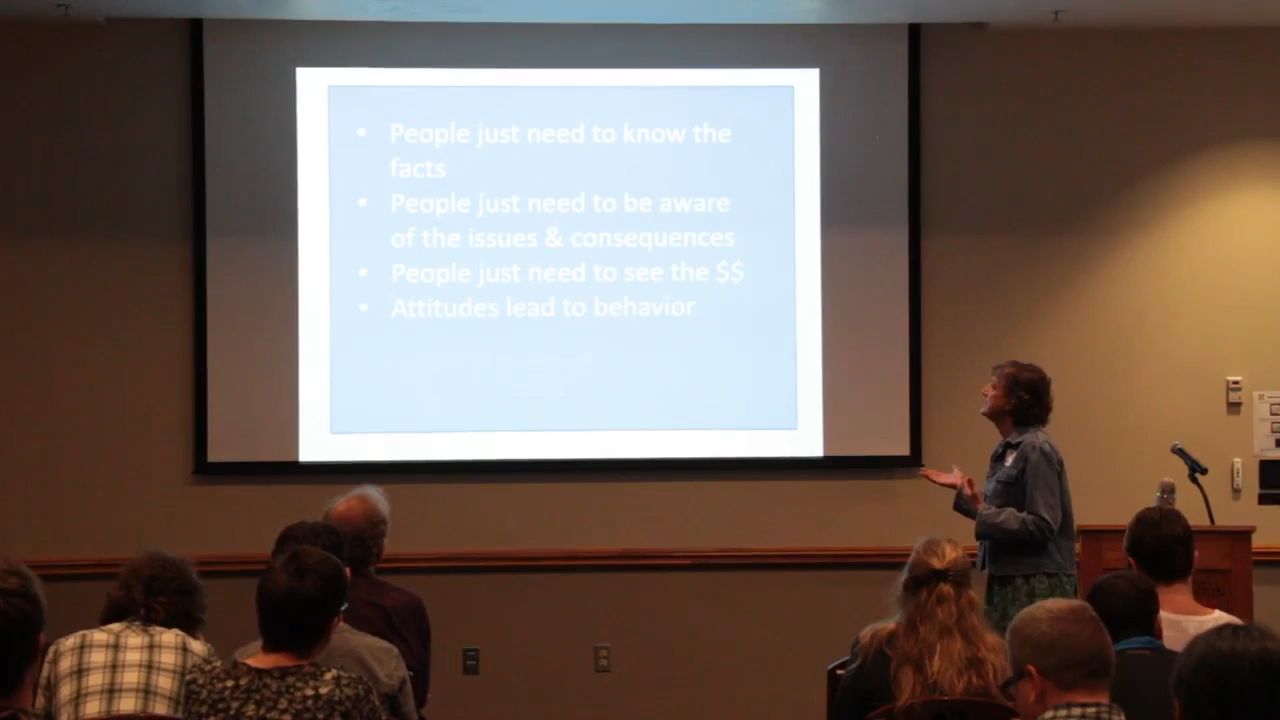 • People just need to know the
facts
• People just need to be aware
of the issues & consequences
• People just need to see the $$
• Attitudes lead to behavior